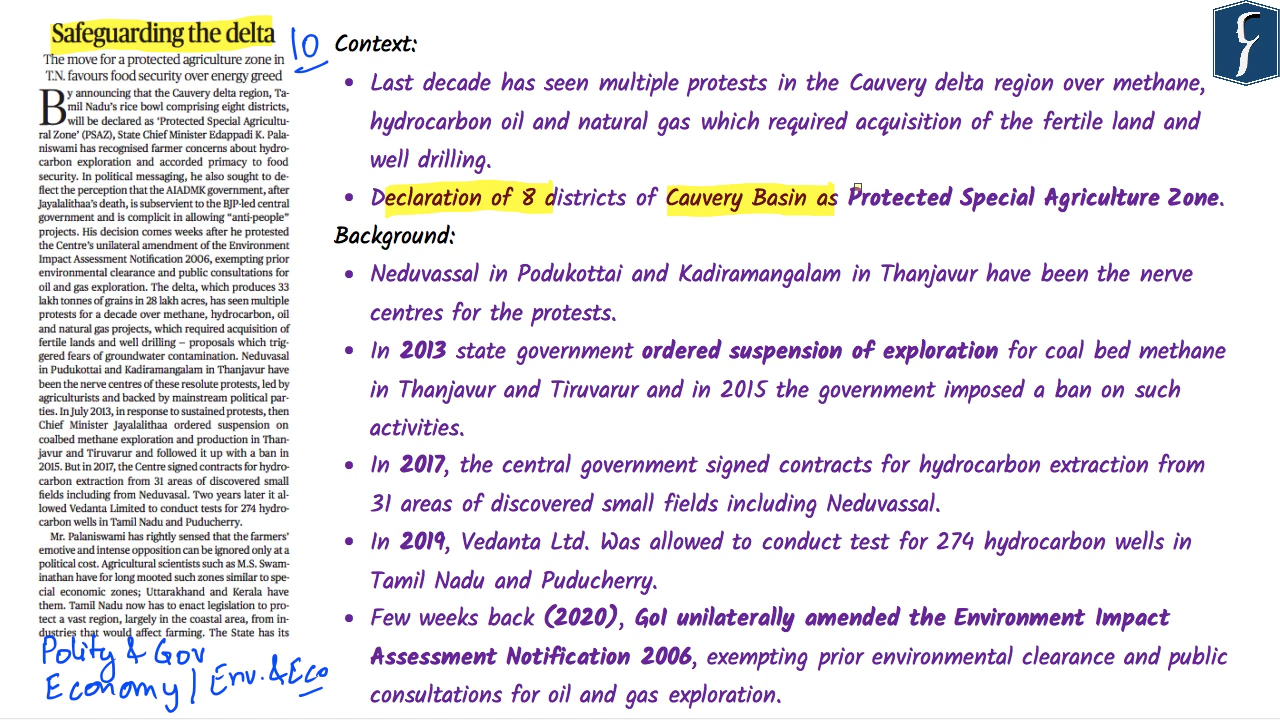 Safeguarding the delta
The move for a protected agriculture zone in
T.N. favours food security over energy greed
By announcing that the Cauvery delta region, Ta-
mil Nadu's rice bowl comprising eight districts,
will be declared as 'Protected Special Agricultu-
ral Zone' (PSAZ), State Chief Minister Edappadi K. Pala-
niswami has recognised farmer concerns about hydro-
carbon exploration and accorded primacy to food
security. In political messaging, he also sought to de-
flect the perception that the AIADMK government, after
Jayalalithaa's death, is subservient to the BJP-led central
government and is complicit in allowing "anti-people"
projects. His decision comes weeks after he protested
the Centre's unilateral amendment of the Environment
Impact Assessment Notification 2006, exempting prior
environmental clearance and public consultations for
oil and gas exploration. The delta, which produces 33
lakh tonnes of grains in 28 lakh acres, has seen multiple
protests for a decade over methane, hydrocarbon, oil
and natural gas projects, which required acquisition of
fertile lands and well drilling – proposals which trig-
gered fears of groundwater contamination. Neduvasal
in Pudukottai and Kadiramangalam in Thanjavur have
been the nerve centres of these resolute protests, led by
agriculturists and backed by mainstream political par-
ties. In July 2013, in response to sustained protests, then
Chief Minister Jayalalithaa ordered suspension on
coalbed methane exploration and production in Than-
javur and Tiruvarur and followed it up with a ban in
2015. But in 2017, the Centre signed contracts for hydro-
carbon extraction from 31 areas of discovered small
fields including from Neduvasal. Two years later it al-
lowed Vedanta Limited to conduct tests for 274 hydro-
carbon wells in Tamil Nadu and Puducherry.
Mr. Palaniswami has rightly sensed that the farmers'
emotive and intense opposition can be ignored only at a
political cost. Agricultural scientists such as M.S. Swam-
inathan have for long mooted such zones similar to spe-
cial economic zones; Uttarakhand and Kerala have
them. Tamil Nadu now has to enact legislation to pro-
tect a vast region, largely in the coastal area, from in-
dustries that would affect farming. The State has its
Polity & Gov
Economy / Env. & Eco
10
Context:
• Last decade has seen multiple protests in the Cauvery delta region over methane,
hydrocarbon oil and natural gas which required acquisition of the fertile land and
well drilling.
• Declaration of 8 districts of Cauvery Basin as Protected Special Agriculture Zone.
Background:
• Neduvassal in Podukottai and Kadiramangalam in Thanjavur have been the nerve
centres for the protests.
• In 2013 state government ordered suspension of exploration for coal bed methane
in Thanjavur and Tiruvarur and in 2015 the government imposed a ban on such
activities.
• In 2017, the central government signed contracts for hydrocarbon extraction from
31 areas of discovered small fields including Neduvassal.
• In 2019, Vedanta Ltd. Was allowed to conduct test for 274 hydrocarbon wells in
Tamil Nadu and Puducherry.
• Few weeks back (2020), GoI unilaterally amended the Environment Impact
Assessment Notification 2006, exempting prior environmental clearance and public
consultations for oil and gas exploration.